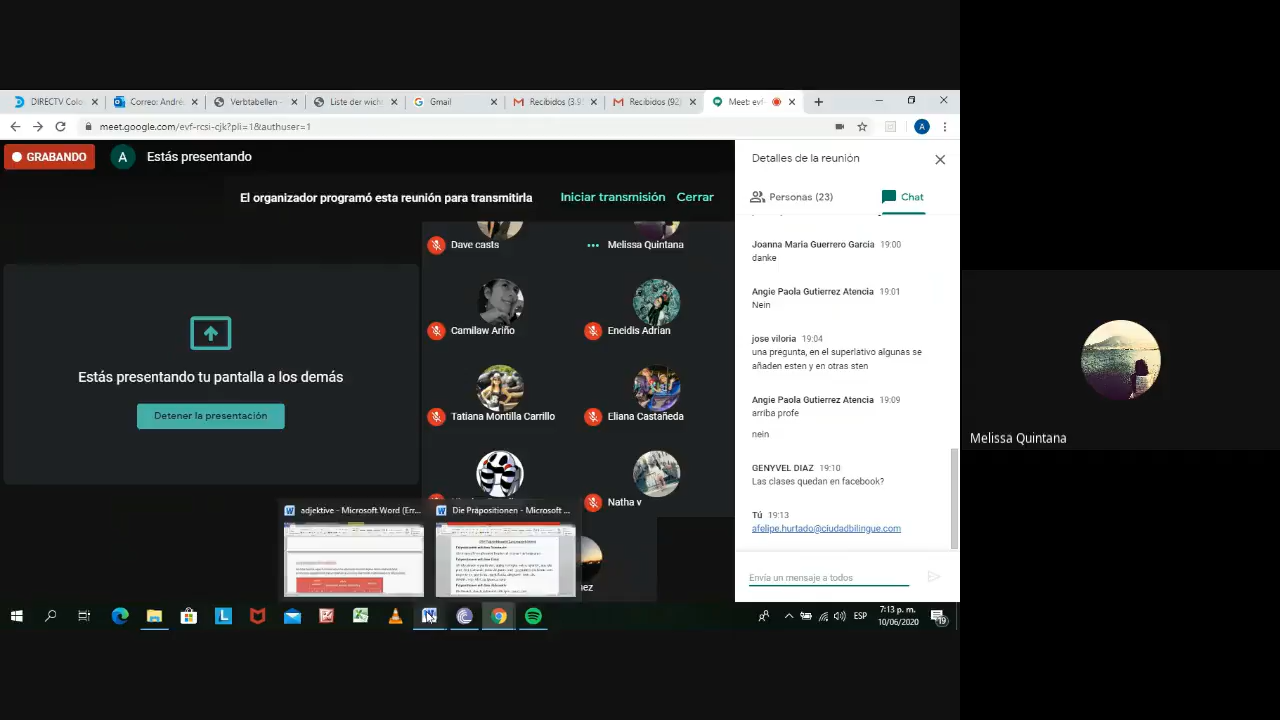 DIRECTV Colo
Correo: André
Verbtabellen -
Liste der wicht
Gmail
Recibidos (3.9
Recibidos (92)
Meet: evf-
meet.google.com/evf-rcsi-cjk?pli=1&authuser=1
A
GRABANDO
A
Estás presentando
Detalles de la reunión
El organizador programó esta reunión para transmitirla
Iniciar transmisión
Cerrar
Personas (23)
Chat
Dave casts
Melissa Quintana
Joanna Maria Guerrero Garcia 19:00
danke
Angie Paola Gutierrez Atencia 19:01
Nein
Camilaw Ariño
Eneidis Adrian
jose viloria 19:04
una pregunta, en el superlativo algunas se
añaden esten y en otras sten
Estás presentando tu pantalla a los demás
Detener la presentación
Tatiana Montilla Carrillo
Eliana Castañeda
Angie Paola Gutierrez Atencia 19:09
arriba profe
nein
Melissa Quintana
GENYVEL DIAZ 19:10
Las clases quedan en facebook?
Natha v
adjektive - Microsoft Word (Err...
Die Präpositionen - Microsoft ...
Tú 19:13
afelipe.hurtado@ciudadbilingue.com
ez
Envía un mensaje a todos
ESP
7:13 p. m.
10/06/2020
19